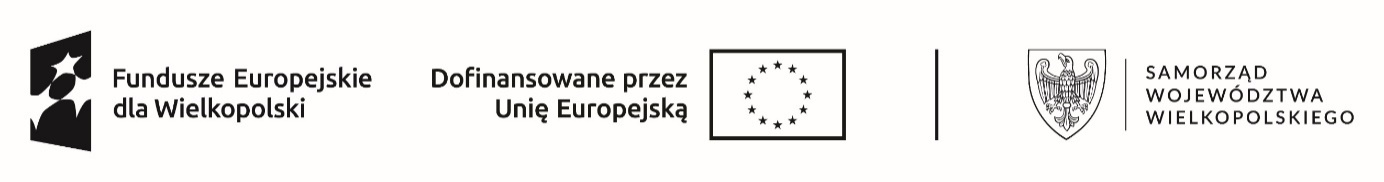 Fundusze Europejskie
dla Wielkopolski
Dofinansowane przez
Unię Europejską
SAMORZĄD
WOJEWÓDZTWA
WIELKOPOLSKIEGO